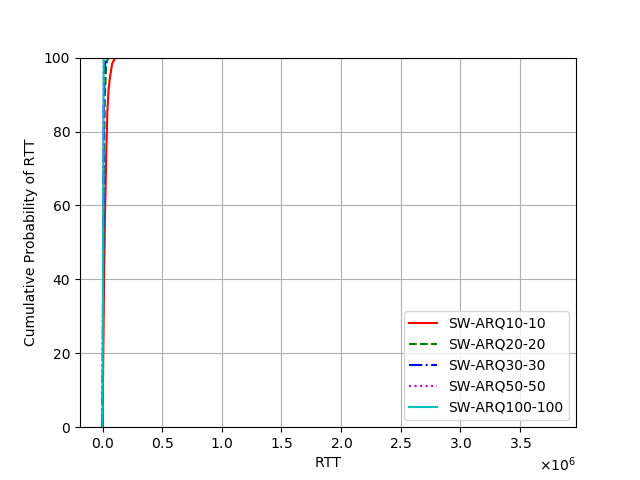 100
80
60
40
20
0
Cumulative Probability of RTT
SW-ARQ10-10
SW-ARQ20-20
SW-ARQ30-30
SW-ARQ50-50
SW-ARQ100-100
0.0 0.5 1.0 1.5 2.0 2.5 3.0 3.5
RTT
×10⁶